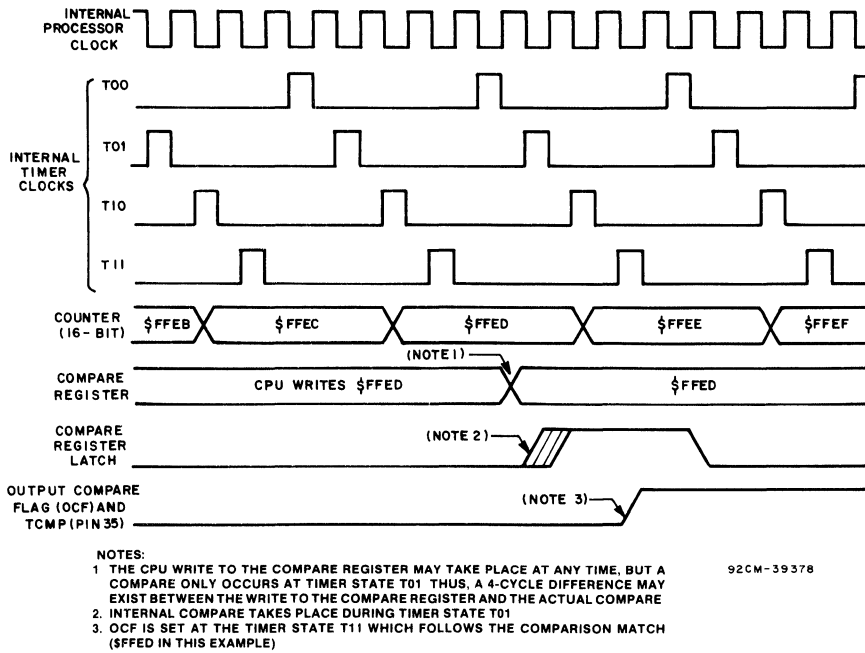 INTERNAL
PROCESSOR
CLOCK
T00
T01
INTERNAL
TIMER
CLOCKS
T10
T11
COUNTER
(16-BIT)
$FFEB
$FFEC
$FFED
$FFEE
$FFEF
(NOTE 1)
COMPARE
REGISTER
CPU WRITES $FFED
$FFED
COMPARE
REGISTER
LATCH
(NOTE 2)
OUTPUT COMPARE
FLAG (OCF) AND
TCMP (PIN 35)
(NOTE 3)
NOTES:
1 THE CPU WRITE TO THE COMPARE REGISTER MAY TAKE PLACE AT ANY TIME, BUT A
COMPARE ONLY OCCURS AT TIMER STATE T01 THUS, A 4-CYCLE DIFFERENCE MAY
EXIST BETWEEN THE WRITE TO THE COMPARE REGISTER AND THE ACTUAL COMPARE
2. INTERNAL COMPARE TAKES PLACE DURING TIMER STATE T01
3. OCF IS SET AT THE TIMER STATE T11 WHICH FOLLOWS THE COMPARISON MATCH
($FFED IN THIS EXAMPLE)
92CM-39378